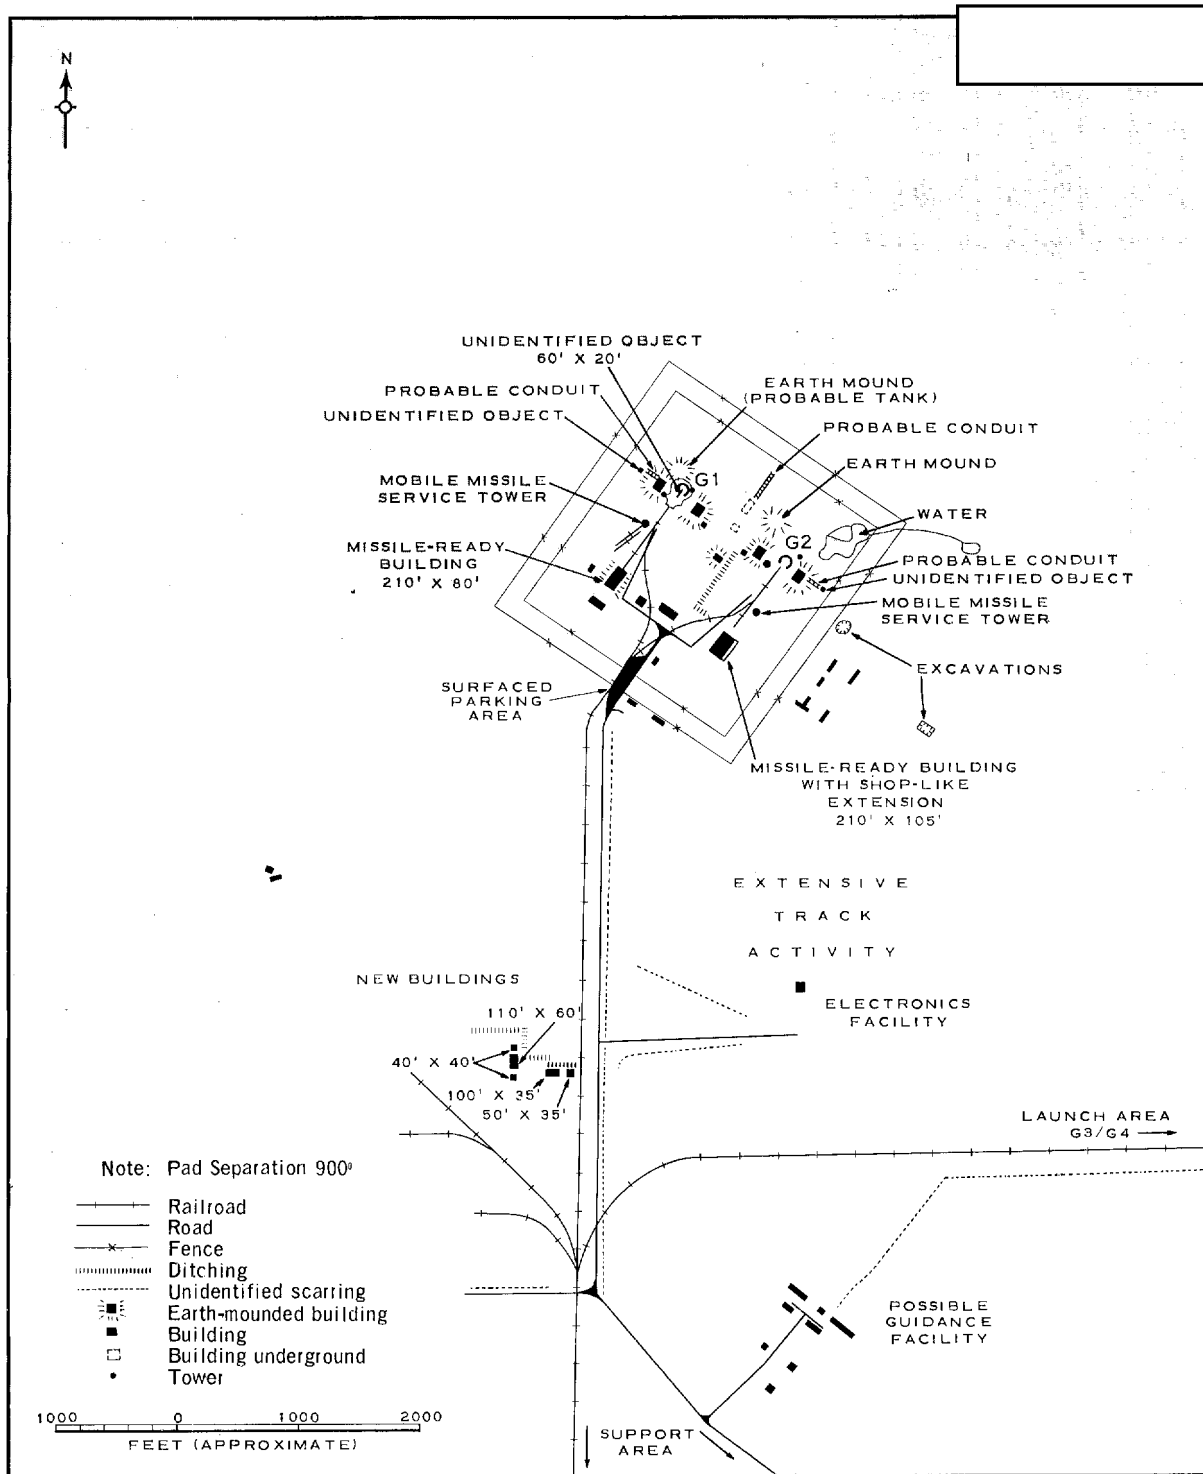 N
UNIDENTIFIED OBJECT
60' X 20'
PROBABLE CONDUIT
UNIDENTIFIED OBJECT
EARTH MOUND
(PROBABLE TANK)
PROBABLE CONDUIT
EARTH MOUND
G1
MOBILE MISSILE
SERVICE TOWER
WATER
MISSILE-READY
BUILDING
210' X 80'
G2
PROBABLE CONDUIT
UNIDENTIFIED OBJECT
MOBILE MISSILE
SERVICE TOWER
EXCAVATIONS
SURFACED
PARKING
AREA
MISSILE-READY BUILDING
WITH SHOP-LIKE
EXTENSION
210' X 105'
EXTENSIVE
TRACK
ACTIVITY
NEW BUILDINGS
ELECTRONICS
FACILITY
110' X 60'
40' X 40'
100' X 35'
50' X 35'
LAUNCH AREA
G3/G4
Note: Pad Separation 900'
Railroad
Road
Fence
Ditching
Unidentified scarring
Earth-mounded building
Building
Building underground
Tower
POSSIBLE
GUIDANCE
FACILITY
1000 0 1000 2000
FEET (APPROXIMATE)
SUPPORT
AREA